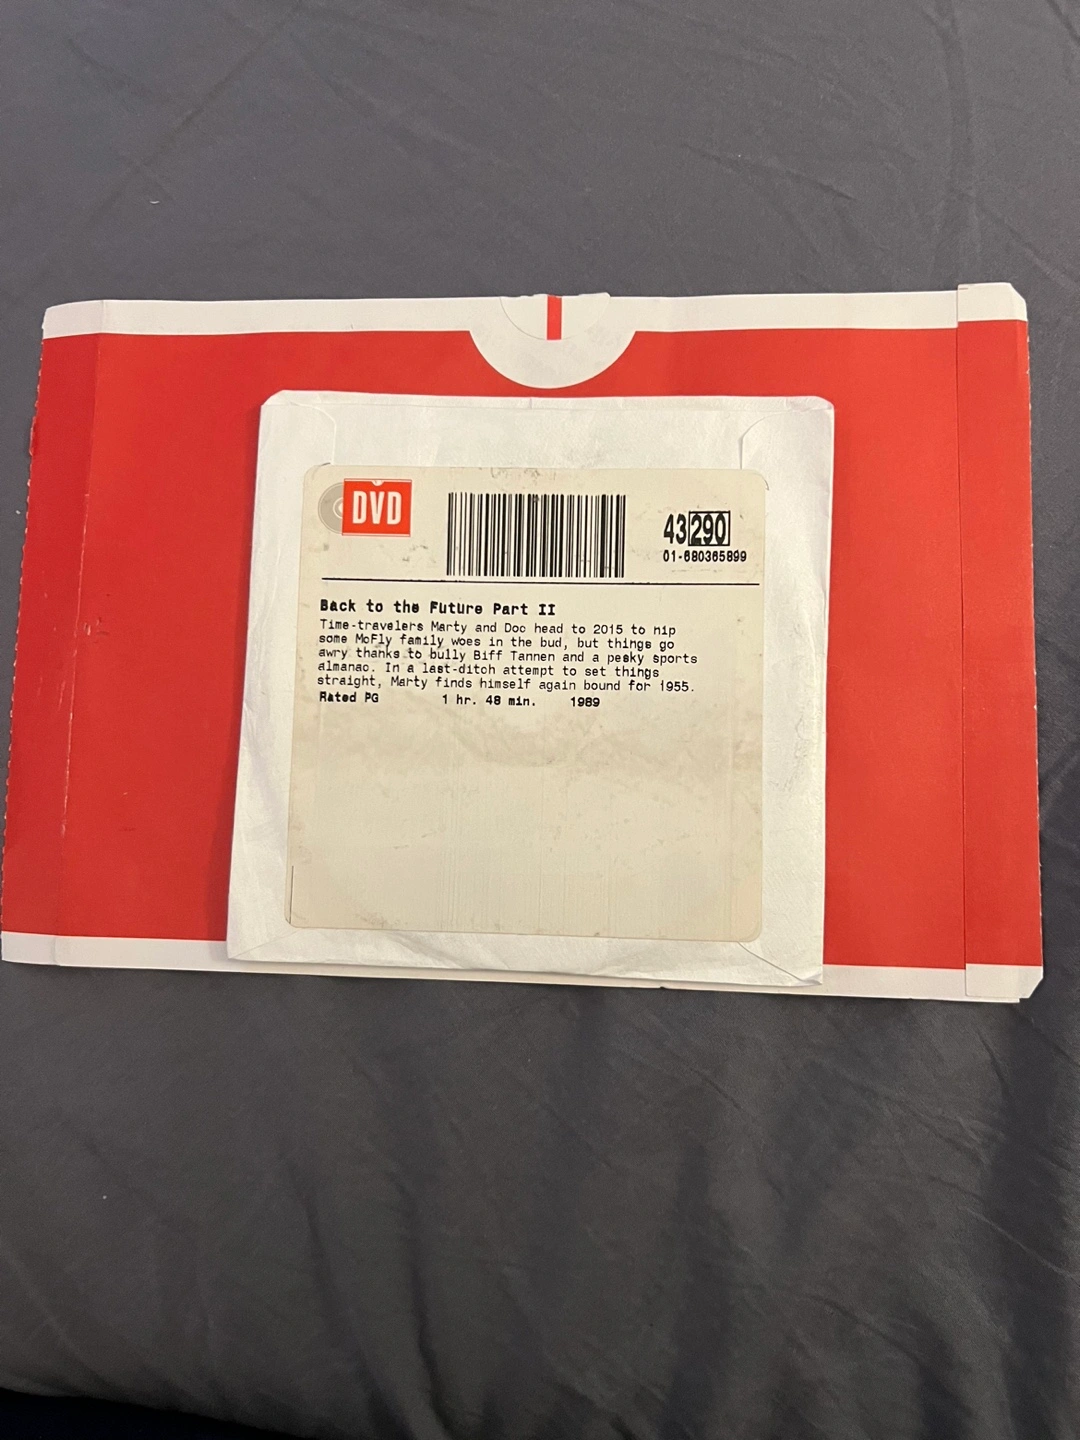 DVD
43290
01-680365899
Back to the Future Part II
Time-travelers Marty and Doc head to 2015 to nip
some McFly family woes in the bud, but things go
awry thanks to bully Biff Tannen and a pesky sports
almanac. In a last-ditch attempt to set things
straight, Marty finds himself again bound for 1955.
Rated PG 1 hr. 48 min. 1989